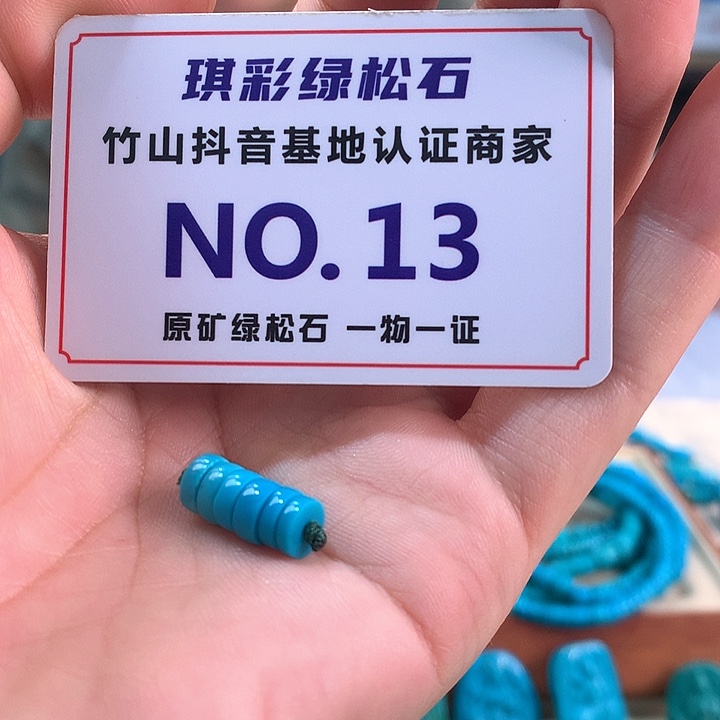 琪彩绿松石
竹山抖音基地认证商家
NO.13
原矿绿松石 一物一证